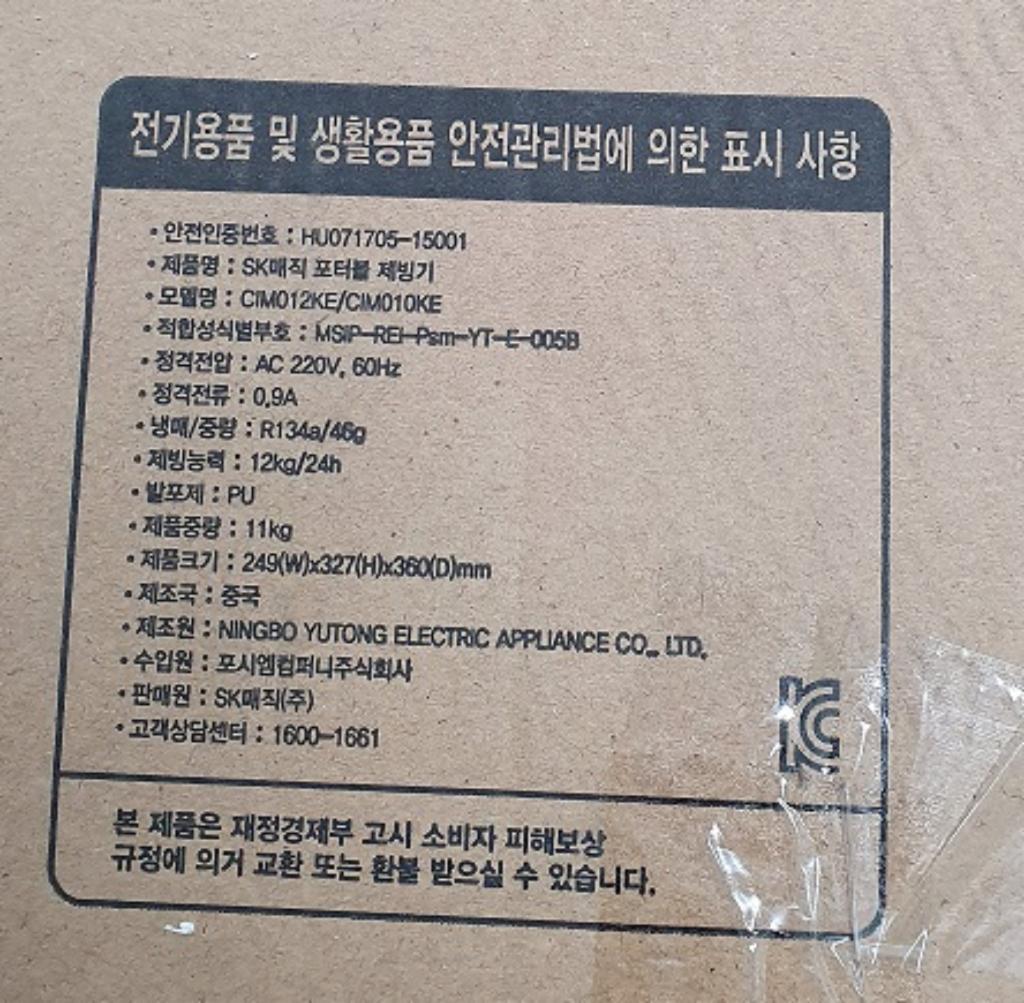 전기용품 및 생활용품 안전관리법에 의한 표시 사항
• 안전인증번호 : HU071705-15001
• 제품명 : SK매직 포터블 제빙기
• 모델명 : CIM012KE/CIM010KE
• 적합성식별부호 : MSIP-REI-Psm-YT-E-005B
• 정격전압 : AC 220V, 60Hz
• 정격전류 : 0.9A
• 냉매/중량 : R134a/46g
• 제빙능력 : 12kg/24h
• 발포제 : PU
• 제품중량 : 11kg
• 제품크기 : 249(W)x327(H)x360(D)mm
• 제조국 : 중국
• 제조원 : NINGBO YUTONG ELECTRIC APPLIANCE CO., LTD.
• 수입원 : 포시엠컴퍼니주식회사
• 판매원 : SK매직(주)
• 고객상담센터 : 1600-1661
본 제품은 재정경제부 고시 소비자 피해보상
규정에 의거 교환 또는 환불 받으실 수 있습니다.